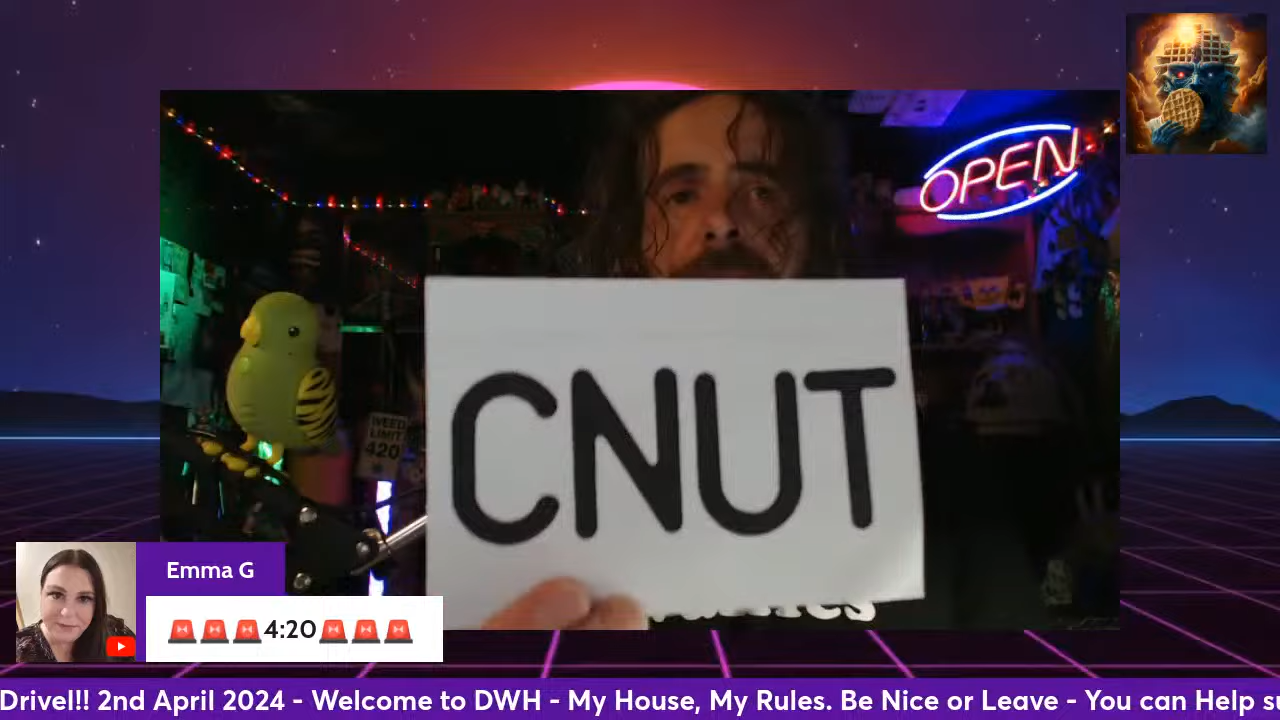 OPEN
CNUT
WEED
LIMIT
420
Emma G
🚨🚨🚨4:20🚨🚨🚨
Drivel!! 2nd April 2024 - Welcome to DWH - My House, My Rules. Be Nice or Leave - You can Help su